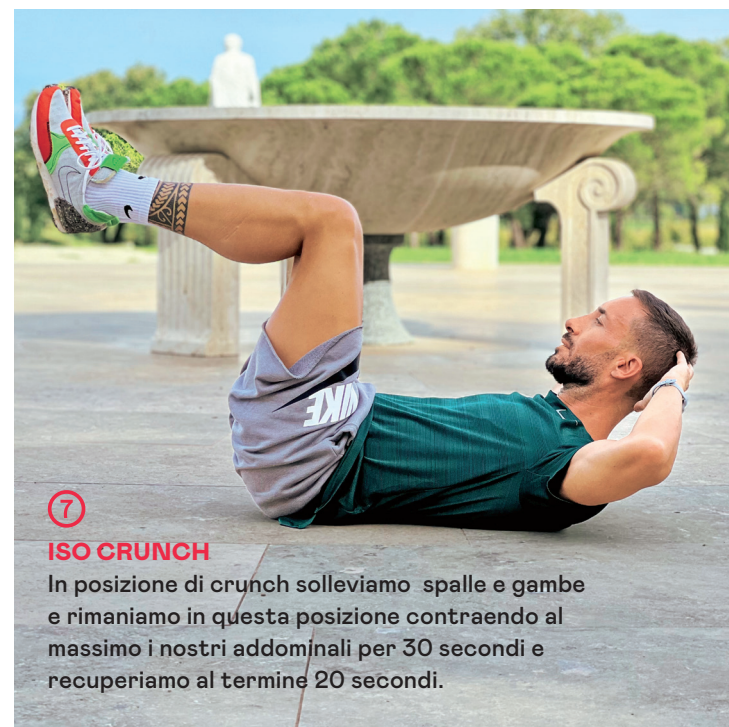 7
ISO CRUNCH
In posizione di crunch solleviamo spalle e gambe
e rimaniamo in questa posizione contraendo al
massimo i nostri addominali per 30 secondi e
recuperiamo al termine 20 secondi.
NIKE